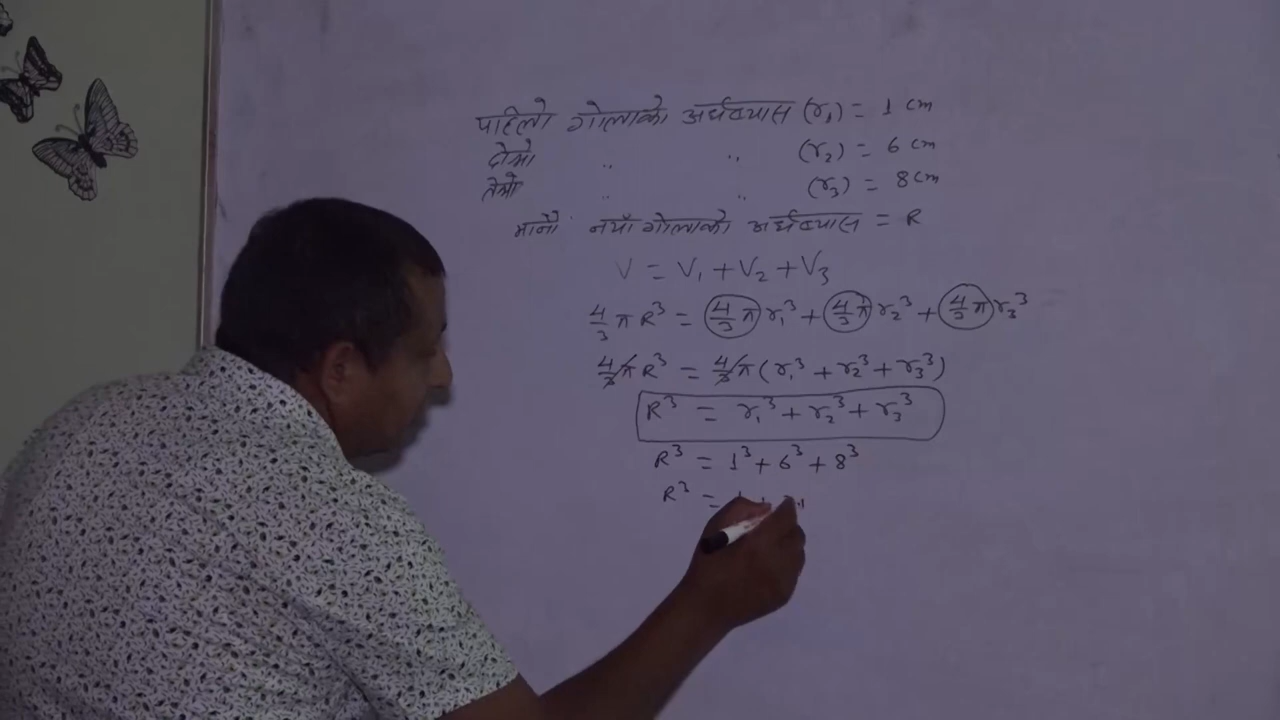 पहिलो गोलाको अर्धव्यास (r₁) = 1 cm
दोस्रो " " (r₂) = 6 cm
तेस्रो " " (r₃) = 8 cm
मानौं नयाँ गोलाको अर्धव्यास = R
V = V₁ + V₂ + V₃
4/3 π R³ = 4/3 π r₁³ + 4/3 π r₂³ + 4/3 π r₃³
4/3 π R³ = 4/3 π (r₁³ + r₂³ + r₃³)
R³ = r₁³ + r₂³ + r₃³
R³ = 1³ + 6³ + 8³
R³ = 1 +